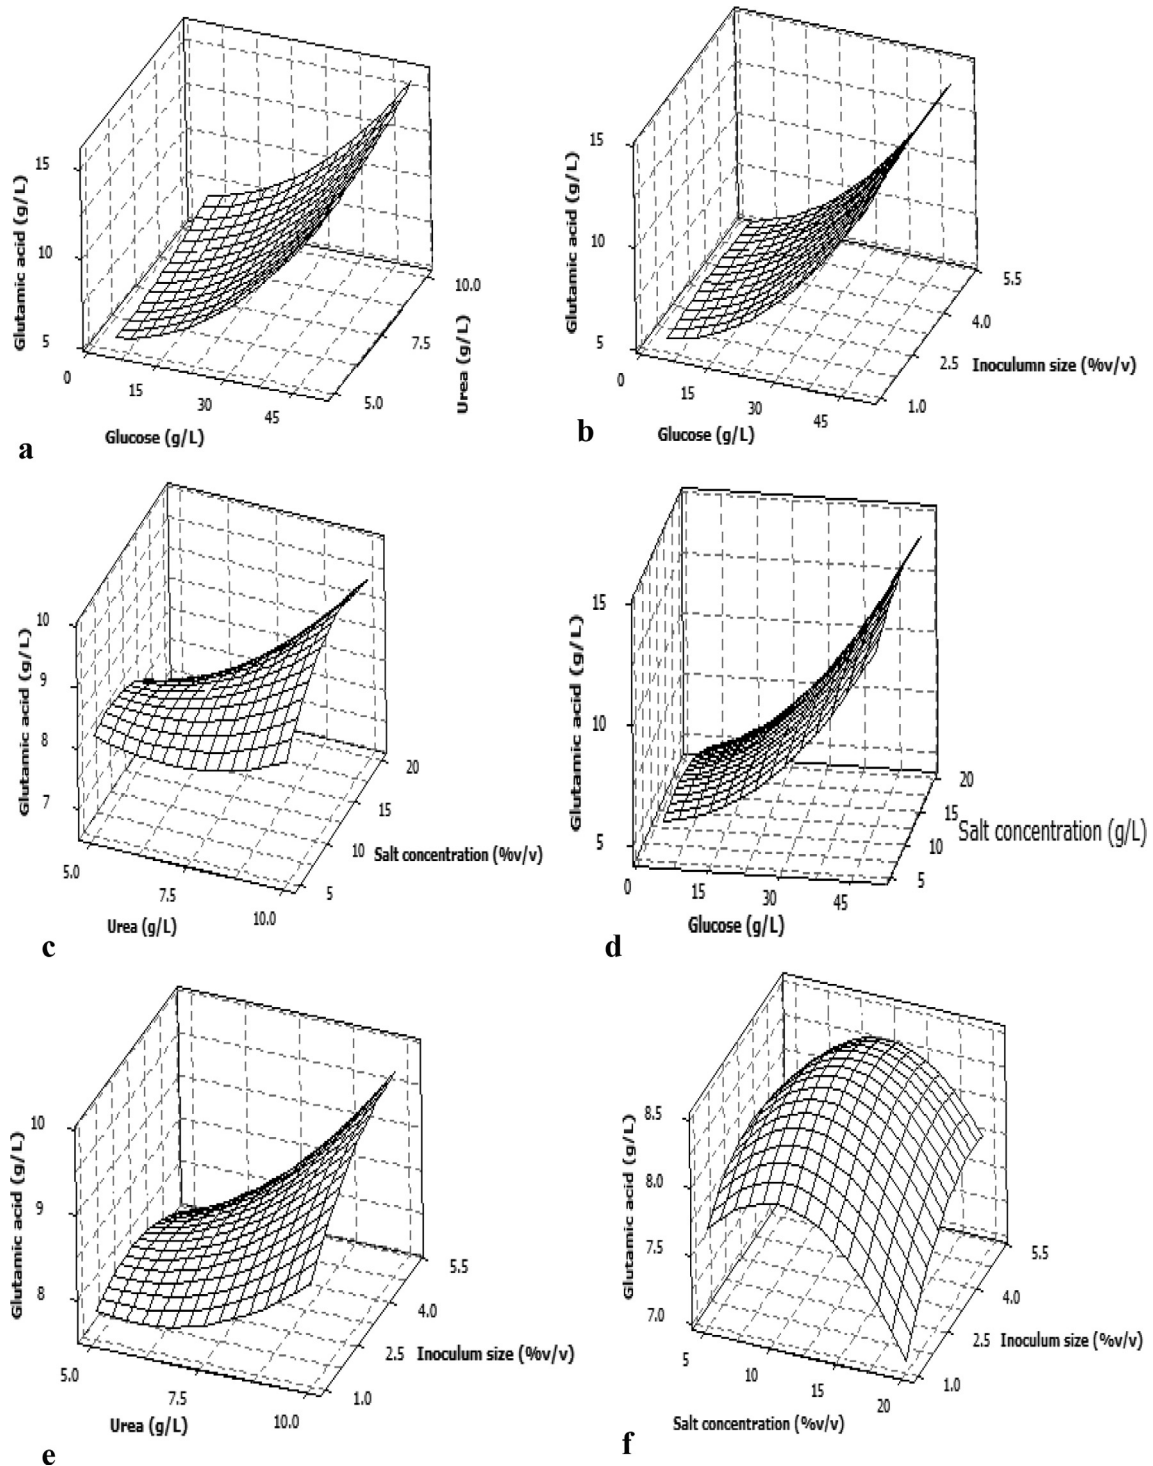 15
10
5
Glutamic acid (g/L)
0
15
30
45
Glucose (g/L)
5.0
7.5
10.0
Urea (g/L)
a
15
10
5
Glutamic acid (g/L)
0
15
30
45
Glucose (g/L)
1.0
2.5
4.0
5.5
Inoculumn size (%v/v)
b
10
9
8
7
Glutamic acid (g/L)
5.0
7.5
10.0
Urea (g/L)
5
10
15
20
Salt concentration (%v/v)
c
15
10
5
Glutamic acid (g/L)
0
15
30
45
Glucose (g/L)
5
10
15
20
Salt concentration (g/L)
d
10
9
8
Glutamic acid (g/L)
5.0
7.5
10.0
Urea (g/L)
1.0
2.5
4.0
5.5
Inoculum size (%v/v)
e
8.5
8.0
7.5
7.0
Glutamic acid (g/L)
5
10
15
20
Salt concentration (%v/v)
1.0
2.5
4.0
5.5
Inoculum size (%v/v)
f